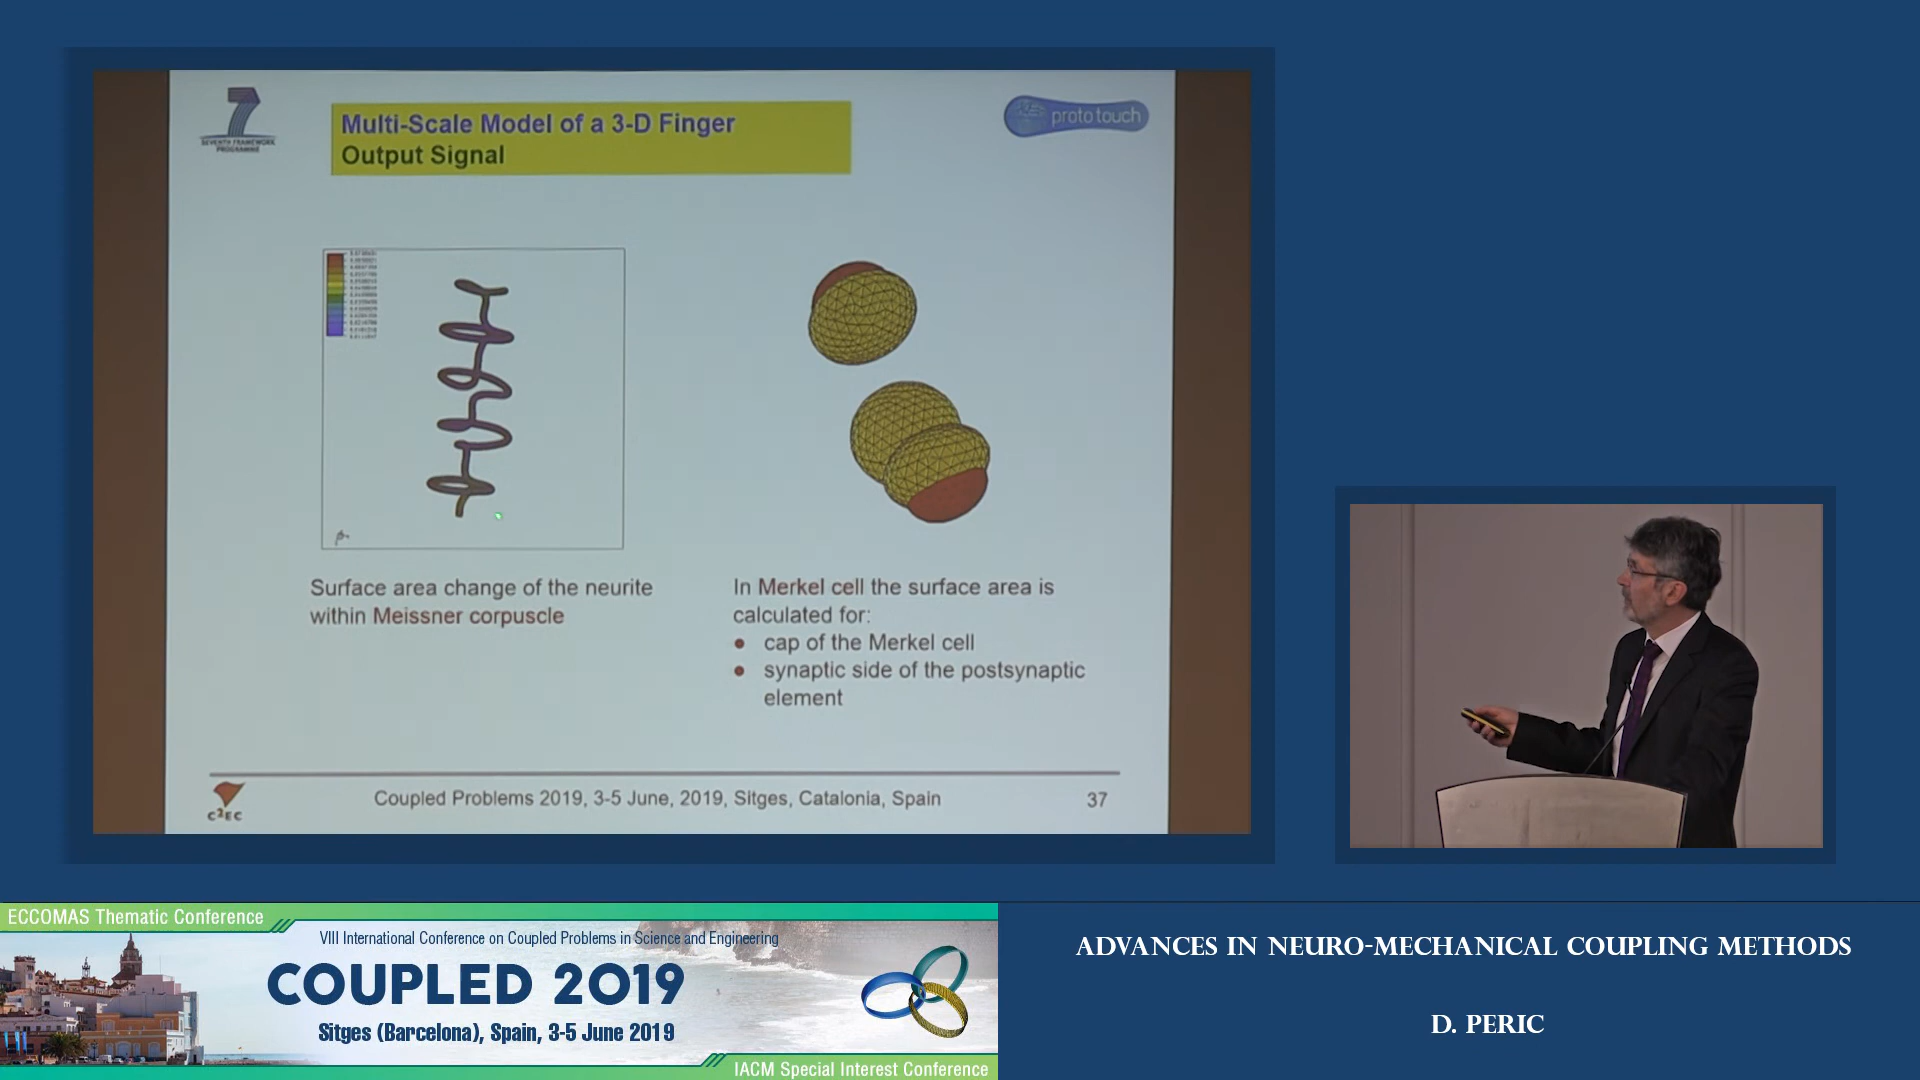 SEVENTH FRAMEWORK
PROGRAMME
Multi-Scale Model of a 3-D Finger
Output Signal
proto touch
Surface area change of the neurite
within Meissner corpuscle
In Merkel cell the surface area is
calculated for:
● cap of the Merkel cell
● synaptic side of the postsynaptic
element
C²EC
Coupled Problems 2019, 3-5 June, 2019, Sitges, Catalonia, Spain
37
ECCOMAS Thematic Conference
VIII International Conference on Coupled Problems in Science and Engineering
COUPLED 2019
Sitges (Barcelona), Spain, 3-5 June 2019
IACM Special Interest Conference
ADVANCES IN NEURO-MECHANICAL COUPLING METHODS
D. PERIC